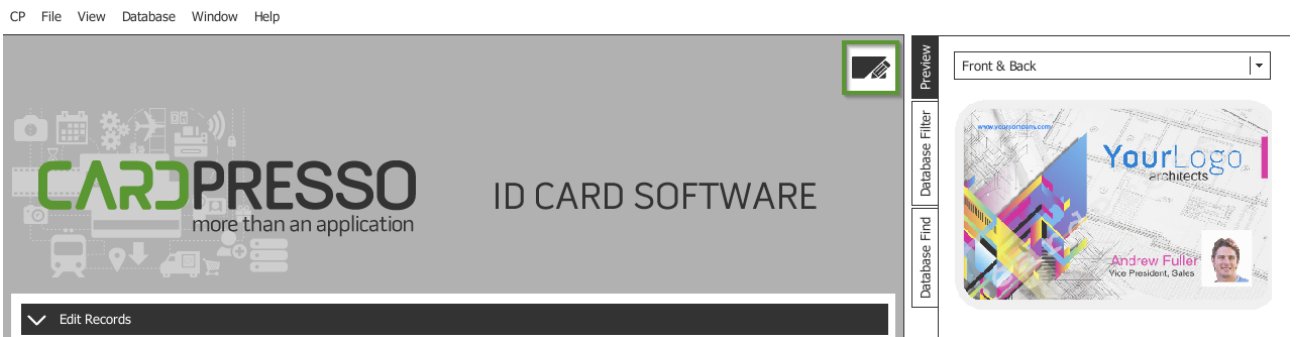 CP File View Database Window Help
Preview
Front & Back
Database Filter
Database Find
CARDPRESSO
more than an application
ID CARD SOFTWARE
www.yourcompany.com
YourLogo
architects
Andrew Fuller
Vice President, Sales
Edit Records